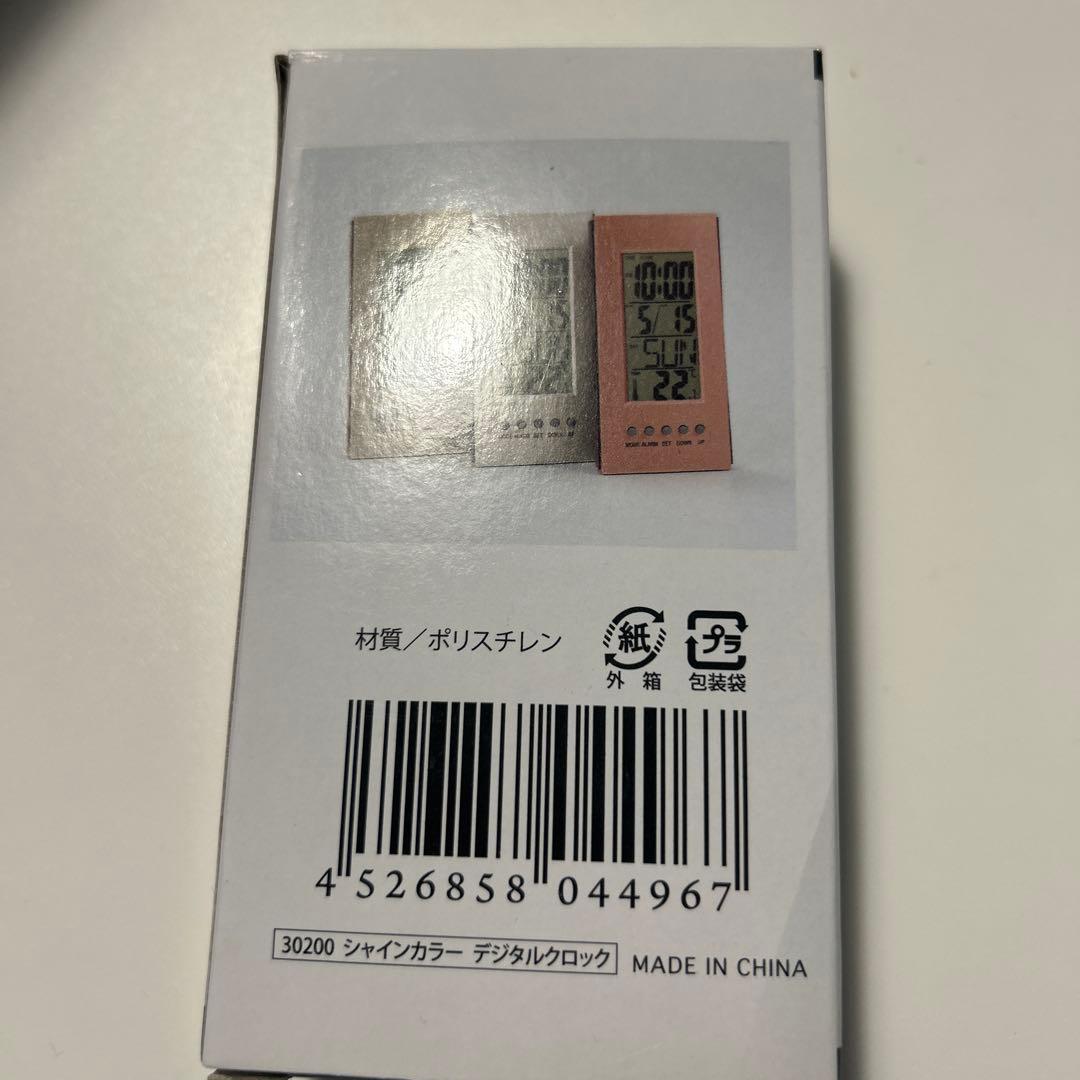 10:00
5/15
SUN
22
MODE ALARM SET DOWN UP
材質／ポリスチレン
紙
外箱
プラ
包装袋
4 526858 044967
30200 シャインカラー デジタルクロック
MADE IN CHINA